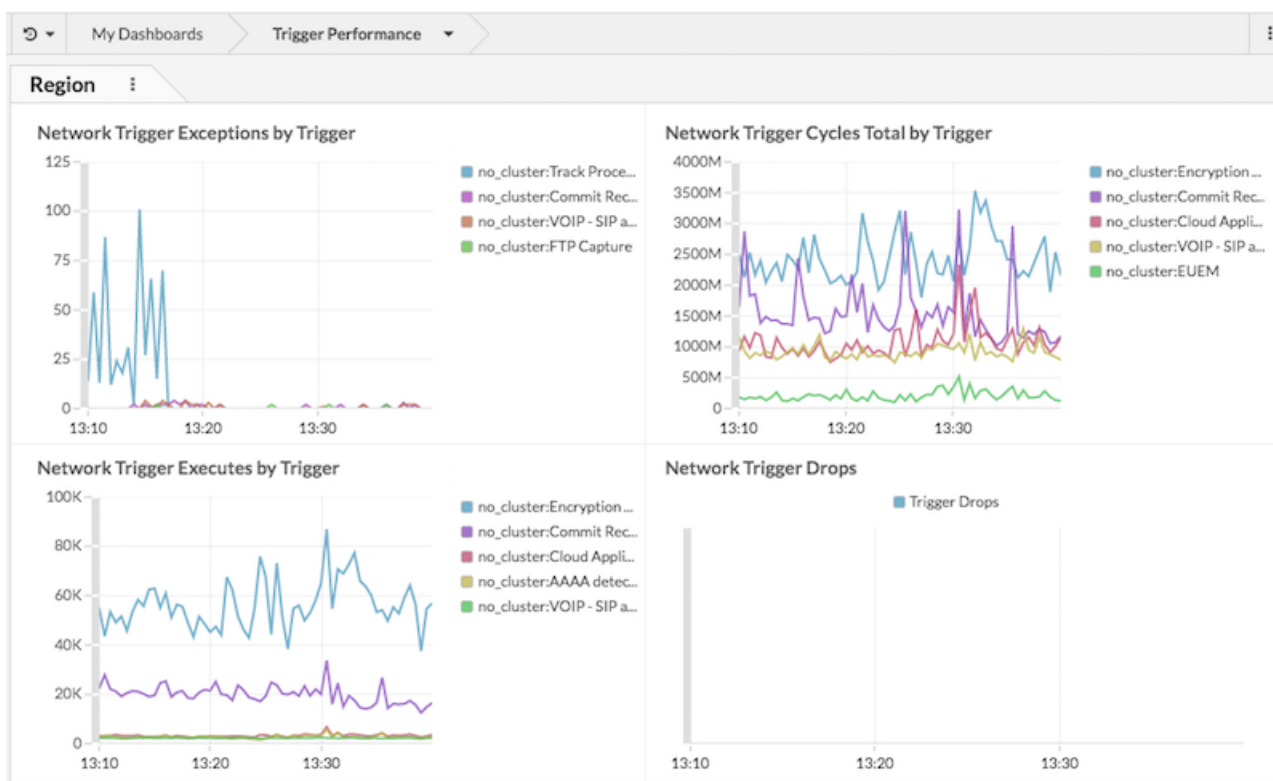 My Dashboards Trigger Performance
Region
Network Trigger Exceptions by Trigger
125
100
75
50
25
0
13:10 13:20 13:30
no_cluster:Track Proce...
no_cluster:Commit Rec...
no_cluster:VOIP - SIP a...
no_cluster:FTP Capture
Network Trigger Cycles Total by Trigger
4000M
3500M
3000M
2500M
2000M
1500M
1000M
500M
0
13:10 13:20 13:30
no_cluster:Encryption ...
no_cluster:Commit Rec...
no_cluster:Cloud Appli...
no_cluster:VOIP - SIP a...
no_cluster:EUEM
Network Trigger Executes by Trigger
100K
80K
60K
40K
20K
0
13:10 13:20 13:30
no_cluster:Encryption ...
no_cluster:Commit Rec...
no_cluster:Cloud Appli...
no_cluster:AAAA detec...
no_cluster:VOIP - SIP a...
Network Trigger Drops
Trigger Drops
13:10 13:20 13:30